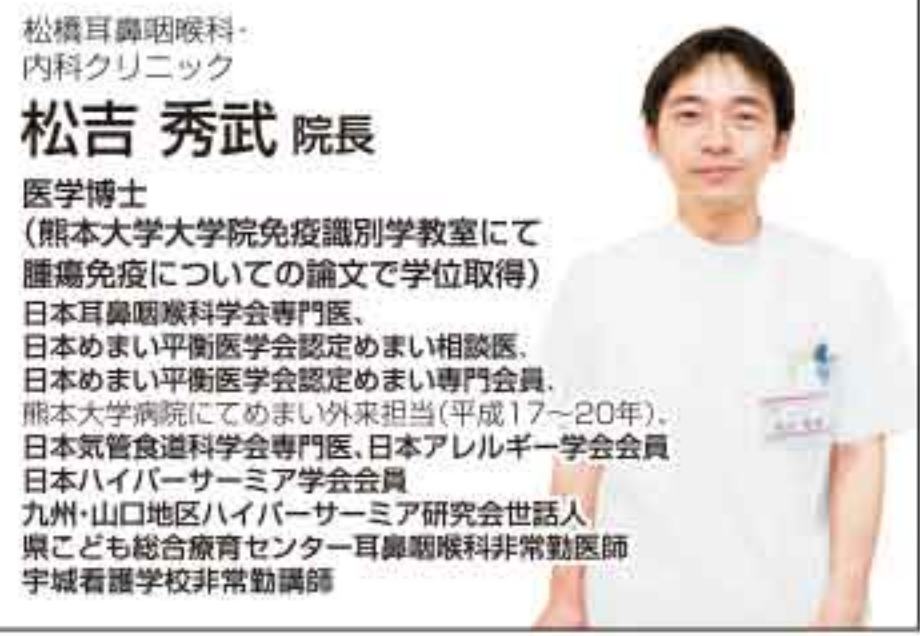 松橋耳鼻咽喉科・
内科クリニック
松吉 秀武 院長
医学博士
(熊本大学大学院免疫識別学教室にて
腫瘍免疫についての論文で学位取得)
日本耳鼻咽喉科学会専門医、
日本めまい平衡医学会認定めまい相談医、
日本めまい平衡医学会認定めまい専門会員、
熊本大学病院にてめまい外来担当(平成17〜20年)、
日本気管食道科学会専門医、日本アレルギー学会会員
日本ハイパーサーミア学会会員
九州・山口地区ハイパーサーミア研究会世話人
県こども総合療育センター耳鼻咽喉科非常勤医師
宇城看護学校非常勤講師